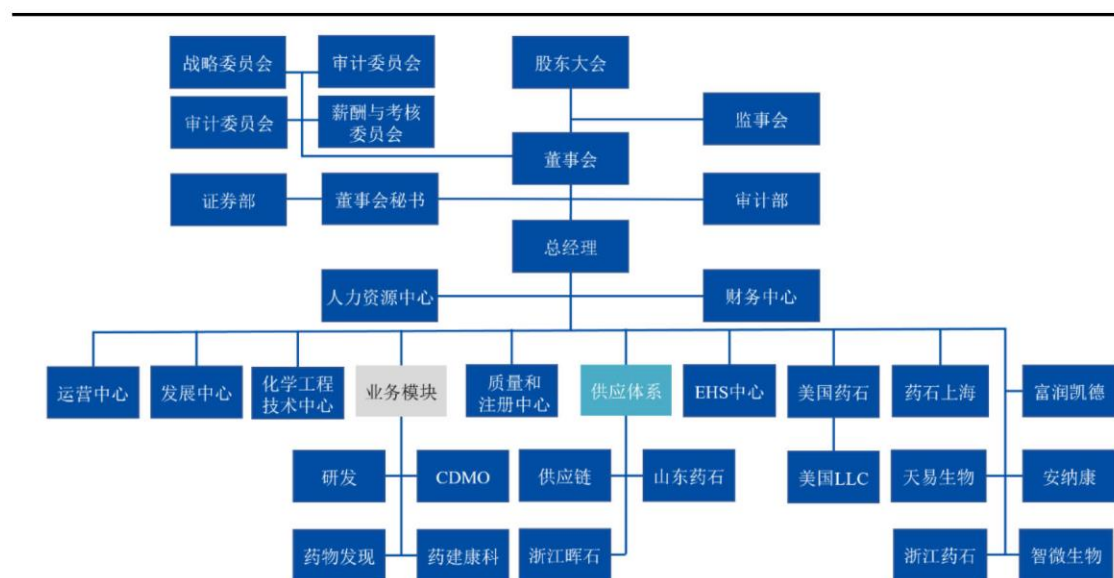 战略委员会
审计委员会
股东大会
审计委员会
薪酬与考核
委员会
监事会
董事会
证券部
董事会秘书
审计部
总经理
人力资源中心
财务中心
运营中心
发展中心
化学工程
技术中心
业务模块
质量和
注册中心
供应体系
EHS中心
美国药石
药石上海
富润凯德
研发
CDMO
供应链
山东药石
美国LLC
天易生物
安纳康
药物发现
药建康科
浙江晖石
浙江药石
智微生物